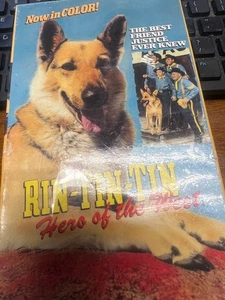 Now in COLOR!
THE BEST
FRIEND
JUSTICE
EVER KNEW
RIN-TIN-TIN
Hero of the West